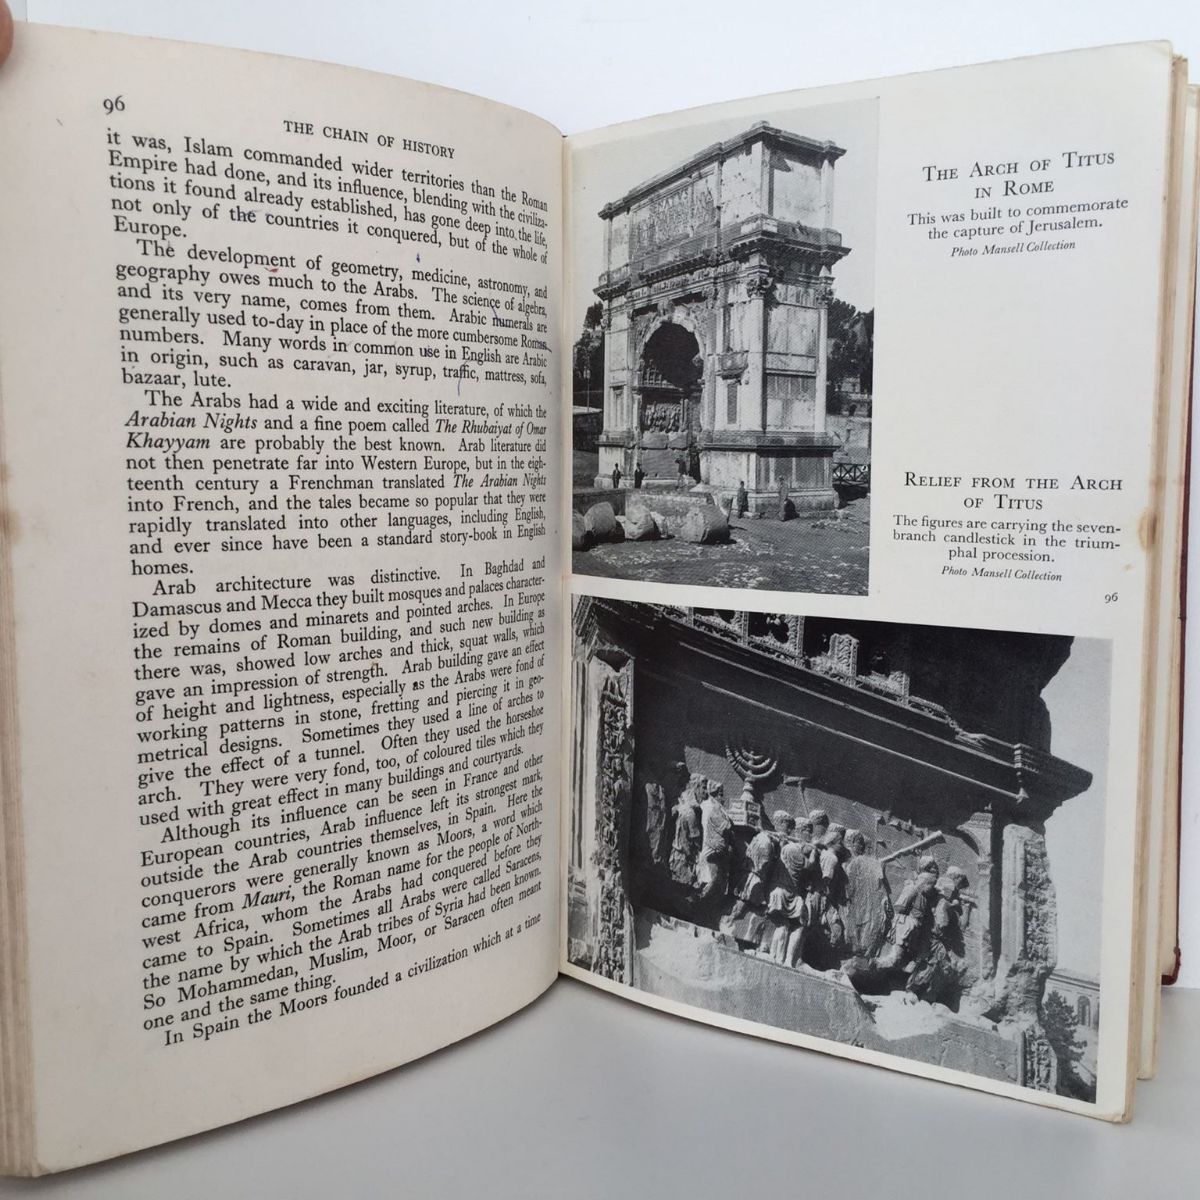 96
THE CHAIN OF HISTORY
it was, Islam commanded wider territories than the Roman
Empire had done, and its influence, blending with the civiliza-
tions it found already established, has gone deep into the life,
not only of the countries it conquered, but of the whole of
Europe.
The development of geometry, medicine, astronomy, and
geography owes much to the Arabs. The science of algebra,
and its very name, comes from them. Arabic numerals are
generally used to-day in place of the more cumbersome Roman
numbers. Many words in common use in English are Arabic
in origin, such as caravan, jar, syrup, traffic, mattress, sofa,
bazaar, lute.
The Arabs had a wide and exciting literature, of which the
Arabian Nights and a fine poem called The Rhubaiyat of Omar
Khayyam are probably the best known. Arab literature did
not then penetrate far into Western Europe, but in the eigh-
teenth century a Frenchman translated The Arabian Nights
into French, and the tales became so popular that they were
rapidly translated into other languages, including English,
and ever since have been a standard story-book in English
homes.
Arab architecture was distinctive. In Baghdad and
Damascus and Mecca they built mosques and palaces character-
ized by domes and minarets and pointed arches. In Europe
the remains of Roman building, and such new building as
there was, showed low arches and thick, squat walls, which
gave an impression of strength. Arab building gave an effect
of height and lightness, especially as the Arabs were fond of
working patterns in stone, fretting and piercing it in geo-
metrical designs. Sometimes they used a line of arches to
give the effect of a tunnel. Often they used the horseshoe
arch. They were very fond, too, of coloured tiles which they
used with great effect in many buildings and courtyards.
Although its influence can be seen in France and other
European countries, Arab influence left its strongest mark,
outside the Arab countries themselves, in Spain. Here the
conquerors were generally known as Moors, a word which
came from Mauri, the Roman name for the people of North-
west Africa, whom the Arabs had conquered before they
came to Spain. Sometimes all Arabs were called Saracens,
the name by which the Arab tribes of Syria had been known.
So Mohammedan, Muslim, Moor, or Saracen often meant
one and the same thing.
In Spain the Moors founded a civilization which at a time
THE ARCH OF TITUS
IN ROME
This was built to commemorate
the capture of Jerusalem.
Photo Mansell Collection
RELIEF FROM THE ARCH
OF TITUS
The figures are carrying the seven-
branch candlestick in the trium-
phal procession.
Photo Mansell Collection
96